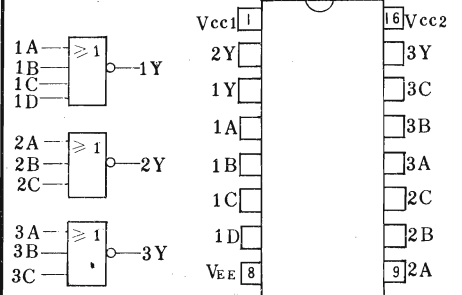 1A
1B
1C
1D
≥1
1Y
2A
2B
2C
≥1
2Y
3A
3B
3C
≥1
3Y
Vcc1 1 16 Vcc2
2Y 3Y
1Y 3C
1A 3B
1B 3A
1C 2C
1D 2B
VEE 8 9 2A